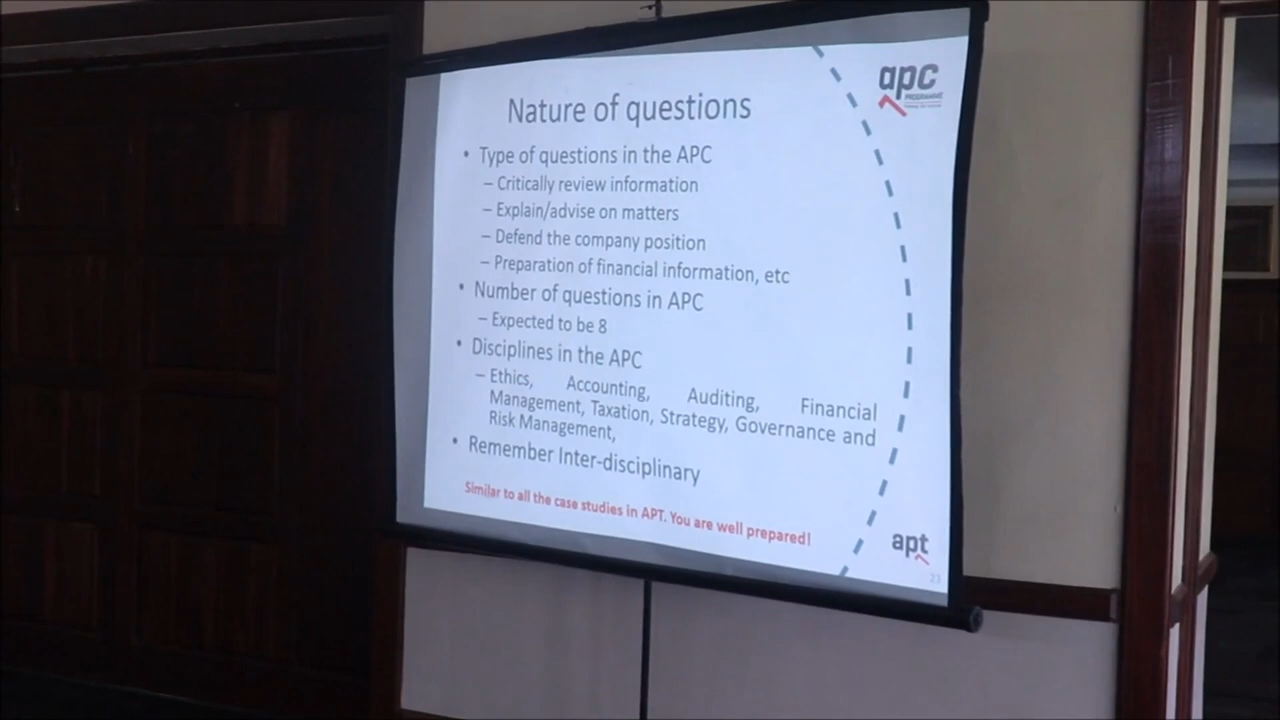 apc
PROGRAMME
Nature of questions
• Type of questions in the APC
– Critically review information
– Explain/advise on matters
– Defend the company position
– Preparation of financial information, etc
• Number of questions in APC
– Expected to be 8
• Disciplines in the APC
– Ethics, Accounting, Auditing, Financial
Management, Taxation, Strategy, Governance and
Risk Management,
• Remember Inter-disciplinary
Similar to all the case studies in APT. You are well prepared!
apt
23